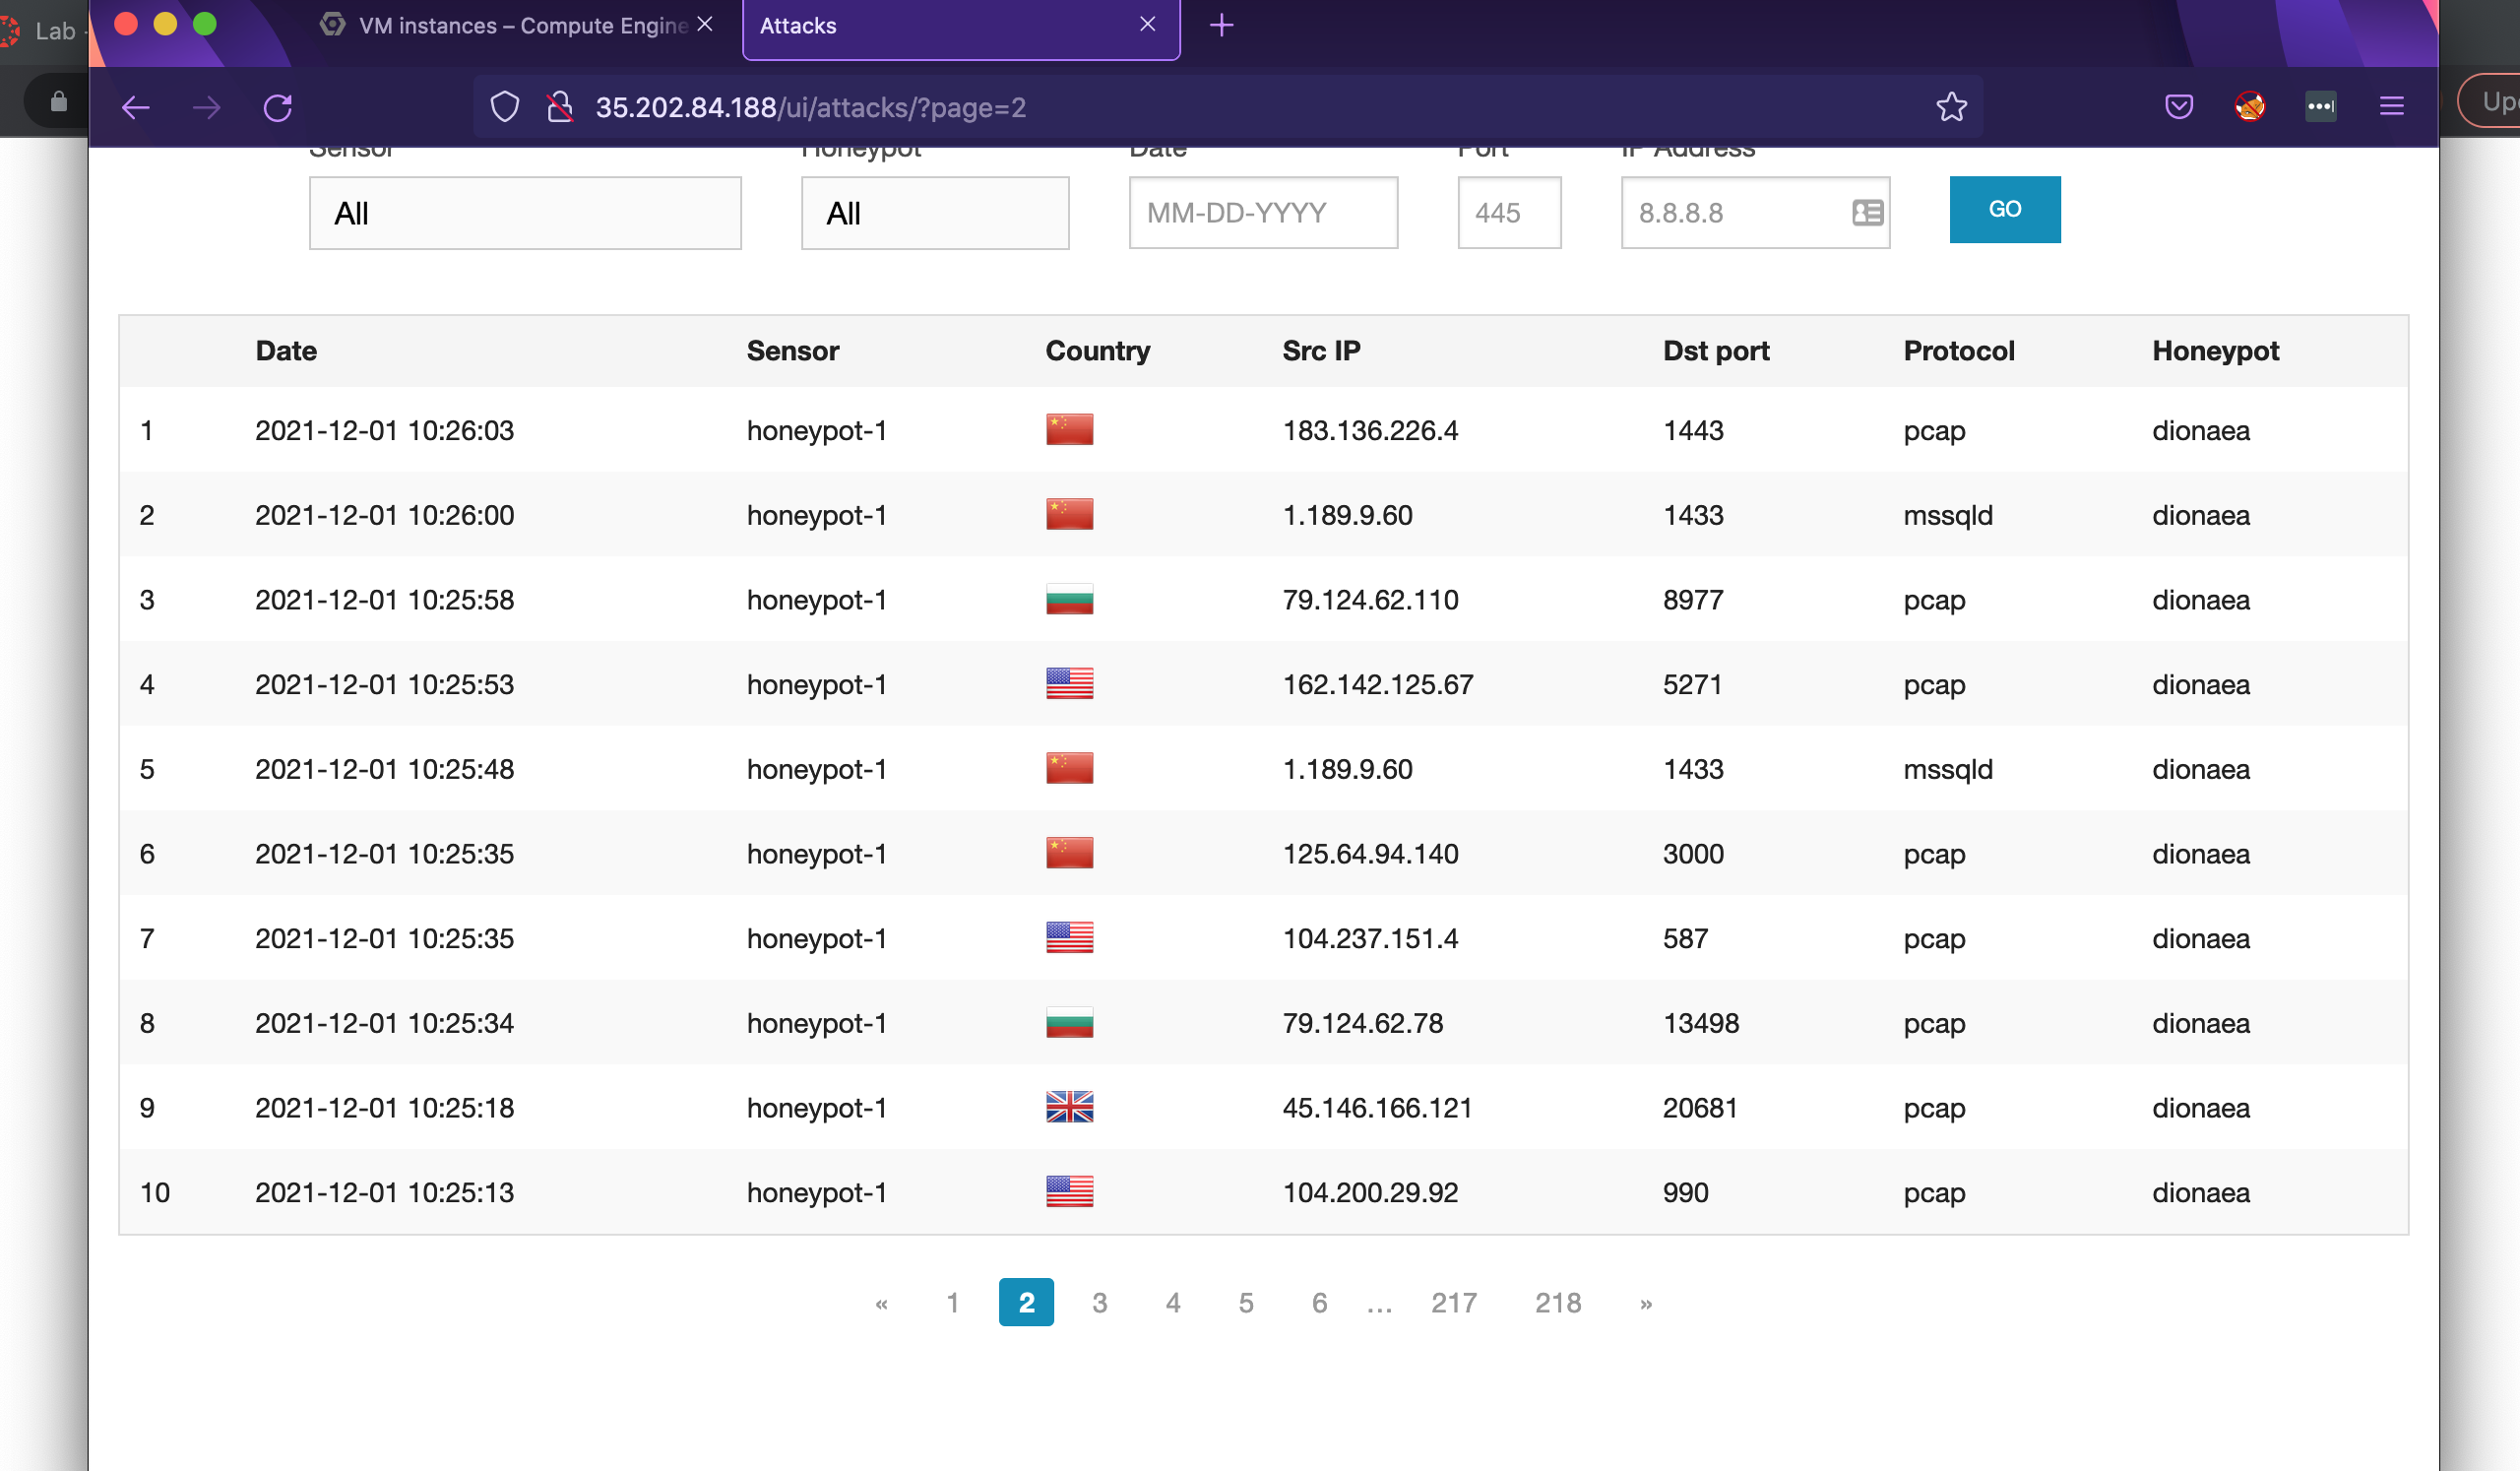 Lab
VM instances – Compute Engine
Attacks
35.202.84.188/ui/attacks/?page=2
Sensor Honeypot Date Port IP Address
All All MM-DD-YYYY 445 8.8.8.8 GO
Date Sensor Country Src IP Dst port Protocol Honeypot
1 2021-12-01 10:26:03 honeypot-1 183.136.226.4 1443 pcap dionaea
2 2021-12-01 10:26:00 honeypot-1 1.189.9.60 1433 mssqld dionaea
3 2021-12-01 10:25:58 honeypot-1 79.124.62.110 8977 pcap dionaea
4 2021-12-01 10:25:53 honeypot-1 162.142.125.67 5271 pcap dionaea
5 2021-12-01 10:25:48 honeypot-1 1.189.9.60 1433 mssqld dionaea
6 2021-12-01 10:25:35 honeypot-1 125.64.94.140 3000 pcap dionaea
7 2021-12-01 10:25:35 honeypot-1 104.237.151.4 587 pcap dionaea
8 2021-12-01 10:25:34 honeypot-1 79.124.62.78 13498 pcap dionaea
9 2021-12-01 10:25:18 honeypot-1 45.146.166.121 20681 pcap dionaea
10 2021-12-01 10:25:13 honeypot-1 104.200.29.92 990 pcap dionaea
« 1 2 3 4 5 6 ... 217 218 »